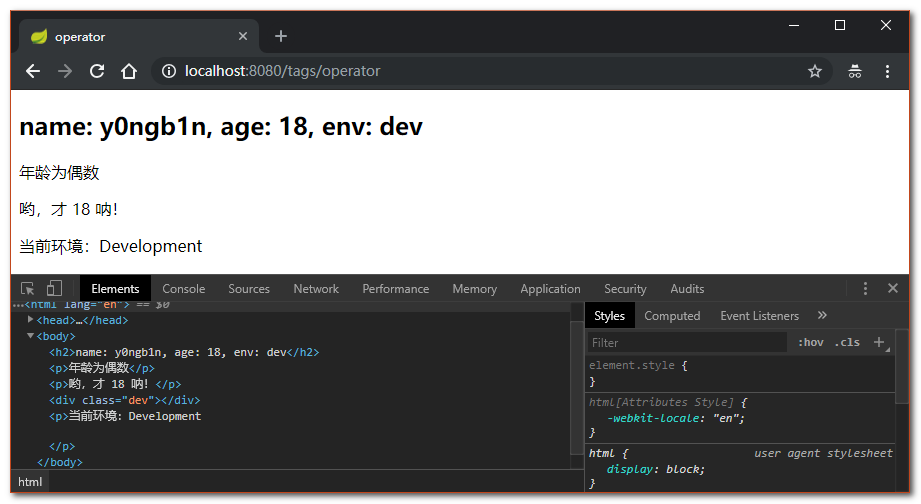 operator
localhost:8080/tags/operator
name: y0ngb1n, age: 18, env: dev
年龄为偶数
哟，才 18 呐！
当前环境：Development
Elements Console Sources Network Performance Memory Application Security Audits
…<html lang="en"> == $0
<head>…</head>
<body>
<h2>name: y0ngb1n, age: 18, env: dev</h2>
<p>年龄为偶数</p>
<p>哟，才 18 呐！</p>
<div class="dev"></div>
<p>当前环境：Development
</p>
</body>
html
Styles Computed Event Listeners »
Filter :hov .cls +
element.style {
}
html[Attributes Style] {
-webkit-locale: "en";
}
html { user agent stylesheet
display: block;
}